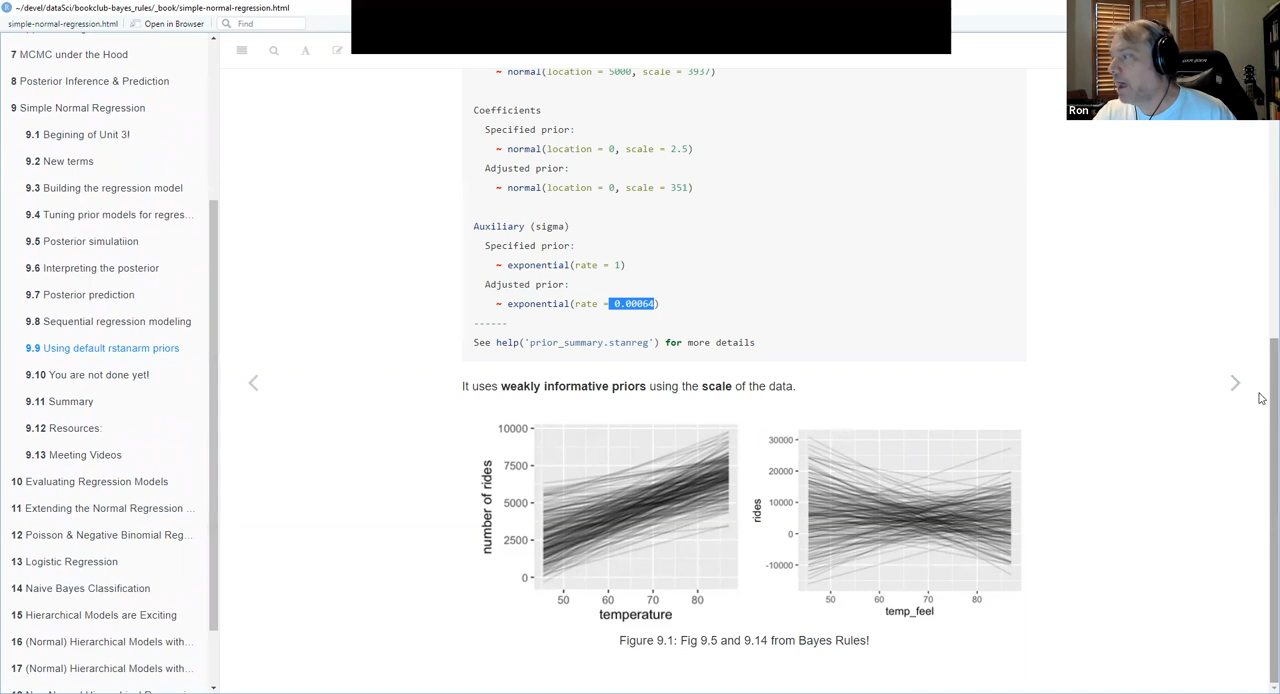 ~/devel/dataSci/bookclub-bayes_rules/_book/simple-normal-regression.html
simple-normal-regression.html
Open in Browser
Find
7 MCMC under the Hood
8 Posterior Inference & Prediction
9 Simple Normal Regression
9.1 Begining of Unit 3!
9.2 New terms
9.3 Building the regression model
9.4 Tuning prior models for regres...
9.5 Posterior simulatiion
9.6 Interpreting the posterior
9.7 Posterior prediction
9.8 Sequential regression modeling
9.9 Using default rstanarm priors
9.10 You are not done yet!
9.11 Summary
9.12 Resources:
9.13 Meeting Videos
10 Evaluating Regression Models
11 Extending the Normal Regression ...
12 Poisson & Negative Binomial Reg...
13 Logistic Regression
14 Naive Bayes Classification
15 Hierarchical Models are Exciting
16 (Normal) Hierarchical Models with...
17 (Normal) Hierarchical Models with...
~ normal(location = 5000, scale = 3937)
Coefficients
Specified prior:
~ normal(location = 0, scale = 2.5)
Adjusted prior:
~ normal(location = 0, scale = 351)
Auxiliary (sigma)
Specified prior:
~ exponential(rate = 1)
Adjusted prior:
~ exponential(rate = 0.00064)
------
See help('prior_summary.stanreg') for more details
It uses weakly informative priors using the scale of the data.
10000
7500
5000
2500
0
number of rides
50 60 70 80
temperature
30000
20000
10000
0
-10000
rides
50 60 70 80
temp_feel
Figure 9.1: Fig 9.5 and 9.14 from Bayes Rules!
Ron